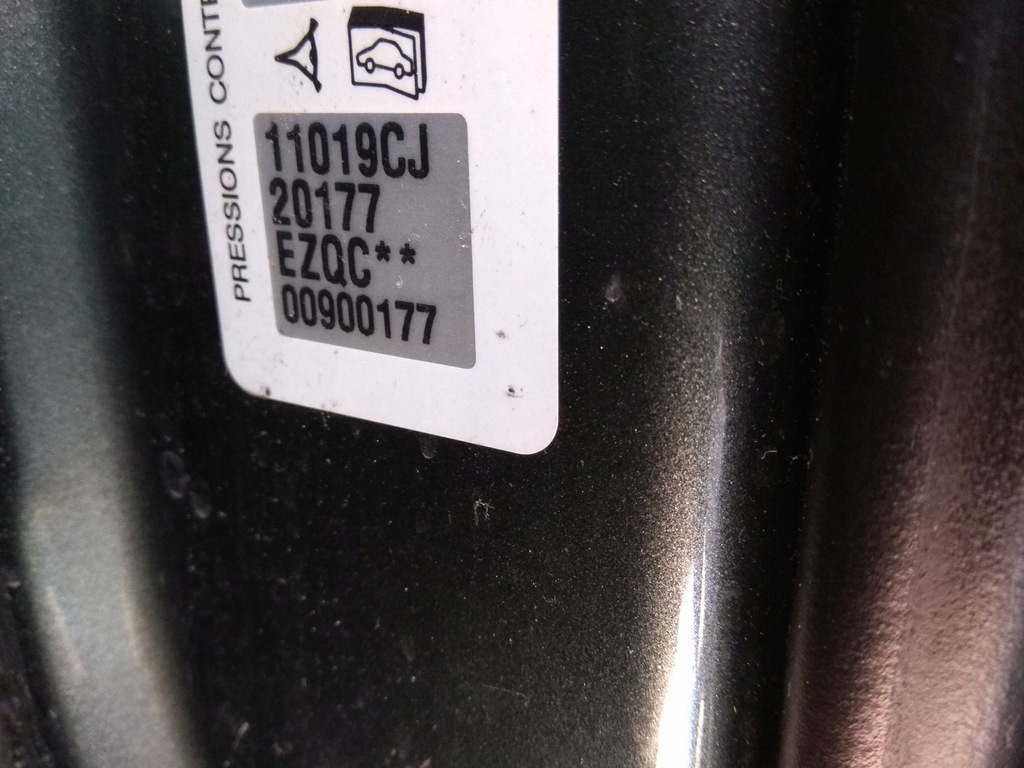 PRESSIONS CONT
11019CJ
20177
EZQC**
00900177